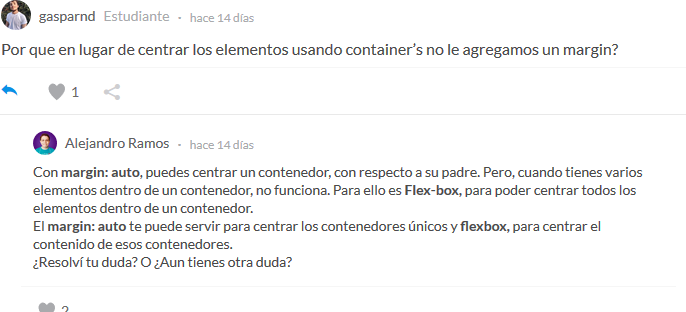 gasparnd Estudiante · hace 14 días
Por que en lugar de centrar los elementos usando container’s no le agregamos un margin?
1
Alejandro Ramos · hace 14 días
Con margin: auto, puedes centrar un contenedor, con respecto a su padre. Pero, cuando tienes varios
elementos dentro de un contenedor, no funciona. Para ello es Flex-box, para poder centrar todos los
elementos dentro de un contenedor.
El margin: auto te puede servir para centrar los contenedores únicos y flexbox, para centrar el
contenido de esos contenedores.
¿Resolví tu duda? O ¿Aun tienes otra duda?
2